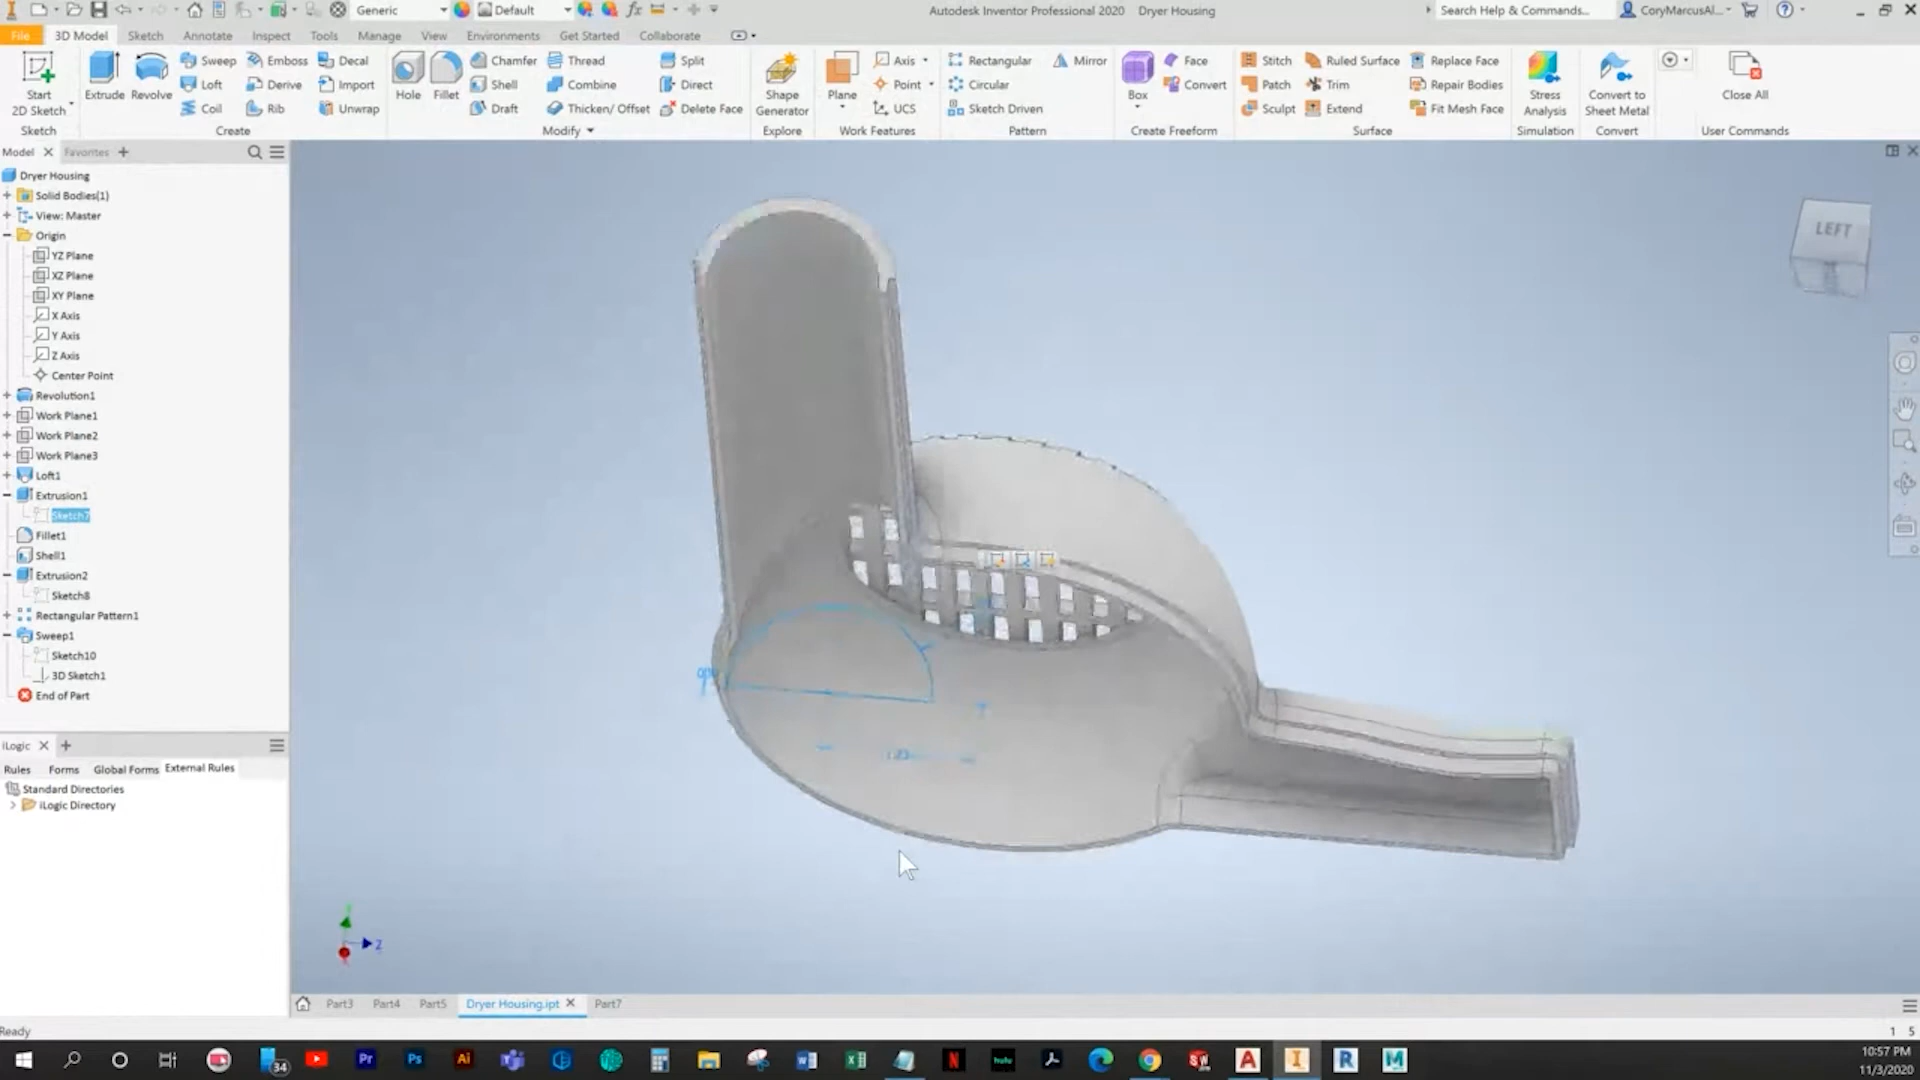 Generic
Default
fx
Autodesk Inventor Professional 2020 Dryer Housing
Search Help & Commands...
CoryMarcusAl...
File 3D Model Sketch Annotate Inspect Tools Manage View Environments Get Started Collaborate
Start
2D Sketch
Sketch
Extrude
Revolve
Sweep
Loft
Coil
Emboss
Derive
Rib
Decal
Import
Unwrap
Create
Hole
Fillet
Chamfer
Shell
Draft
Thread
Combine
Thicken/ Offset
Split
Direct
Delete Face
Modify
Shape
Generator
Explore
Plane
Axis
Point
UCS
Work Features
Rectangular
Circular
Sketch Driven
Mirror
Pattern
Box
Face
Convert
Create Freeform
Stitch
Patch
Sculpt
Ruled Surface
Trim
Extend
Replace Face
Repair Bodies
Fit Mesh Face
Surface
Stress
Analysis
Simulation
Convert to
Sheet Metal
Convert
Close All
User Commands
Model Favorites
Dryer Housing
Solid Bodies(1)
View: Master
Origin
YZ Plane
XZ Plane
XY Plane
X Axis
Y Axis
Z Axis
Center Point
Revolution1
Work Plane1
Work Plane2
Work Plane3
Loft1
Extrusion1
Sketch7
Fillet1
Shell1
Extrusion2
Sketch8
Rectangular Pattern1
Sweep1
Sketch10
3D Sketch1
End of Part
iLogic
Rules Forms Global Forms External Rules
Standard Directories
iLogic Directory
LEFT
Z
Part3 Part4 Part5 Dryer Housing.ipt Part7
Ready
1 5
34
Pr
Ps
Ai
N
hulu
SW
A
I
R
M
10:57 PM
11/3/2020